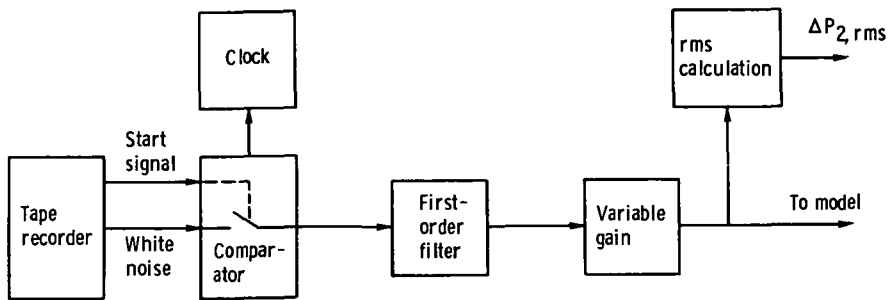 Clock
rms
calculation
ΔP2, rms
Start
signal
Tape
recorder
White
noise
Compar-
ator
First-
order
filter
Variable
gain
To model